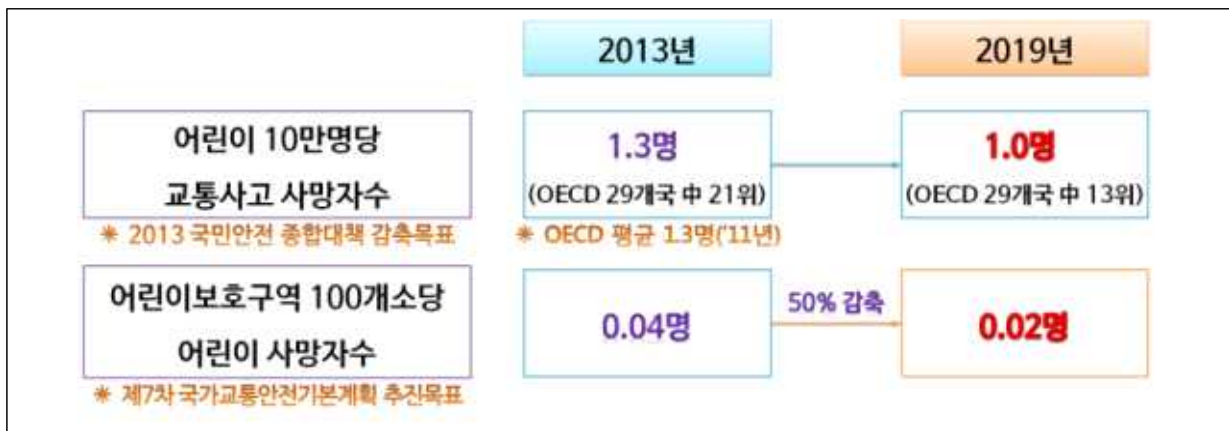 2013년
2019년
어린이 10만명당
교통사고 사망자수
1.3명
(OECD 29개국 中 21위)
1.0명
(OECD 29개국 中 13위)
* 2013 국민안전 종합대책 감축목표
* OECD 평균 1.3명('11년)
어린이보호구역 100개소당
어린이 사망자수
0.04명
50% 감축
0.02명
* 제7차 국가교통안전기본계획 추진목표